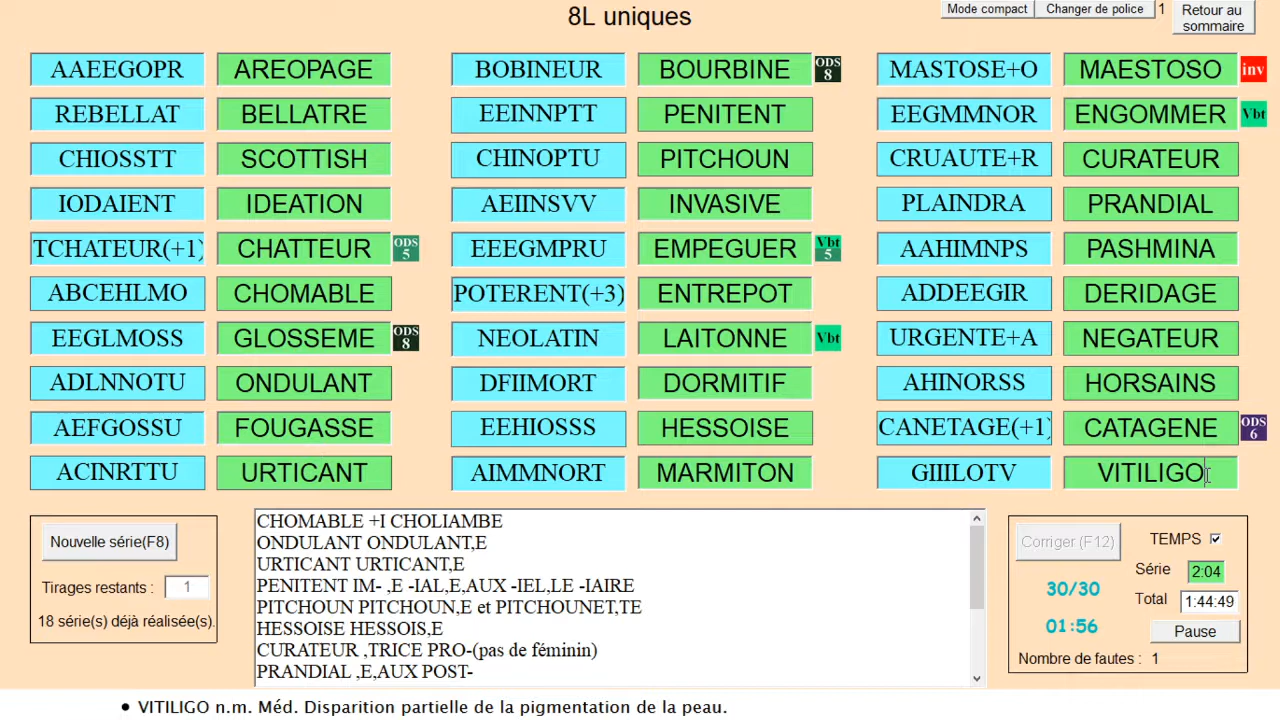 8L uniques
Mode compact
Changer de police
1
Retour au
sommaire
AAEEGOPR AREOPAGE
REBELLAT BELLATRE
CHIOSSTT SCOTTISH
IODAIENT IDEATION
TCHATEUR(+1) CHATTEUR ODS 5
ABCEHLMO CHOMABLE
EEGLMOSS GLOSSEME ODS 8
ADLNNOTU ONDULANT
AEFGOSSU FOUGASSE
ACINRTTU URTICANT
BOBINEUR BOURBINE ODS 8
EEINNPTT PENITENT
CHINOPTU PITCHOUN
AEIINSVV INVASIVE
EEEGMPRU EMPEGUER Vbt 5
POTERENT(+3) ENTREPOT
NEOLATIN LAITONNE Vbt
DFIIMORT DORMITIF
EEHIOSSS HESSOISE
AIMMNORT MARMITON
MASTOSE+O MAESTOSO inv
EEGMMNOR ENGOMMER Vbt
CRUAUTE+R CURATEUR
PLAINDRA PRANDIAL
AAHIMNPS PASHMINA
ADDEEGIR DERIDAGE
URGENTE+A NEGATEUR
AHINORSS HORSAINS
CANETAGE(+1) CATAGENE ODS 6
GIIILOTV VITILIGO
Nouvelle série(F8)
Tirages restants : 1
18 série(s) déjà réalisée(s).
CHOMABLE +I CHOLIAMBE
ONDULANT ONDULANT,E
URTICANT URTICANT,E
PENITENT IM- ,E -IAL,E,AUX -IEL,LE -IAIRE
PITCHOUN PITCHOUN,E et PITCHOUNET,TE
HESSOISE HESSOIS,E
CURATEUR ,TRICE PRO-(pas de féminin)
PRANDIAL ,E,AUX POST-
Corriger (F12)
TEMPS
30/30
Série 2:04
01:56
Total 1:44:49
Pause
Nombre de fautes : 1
• VITILIGO n.m. Méd. Disparition partielle de la pigmentation de la peau.